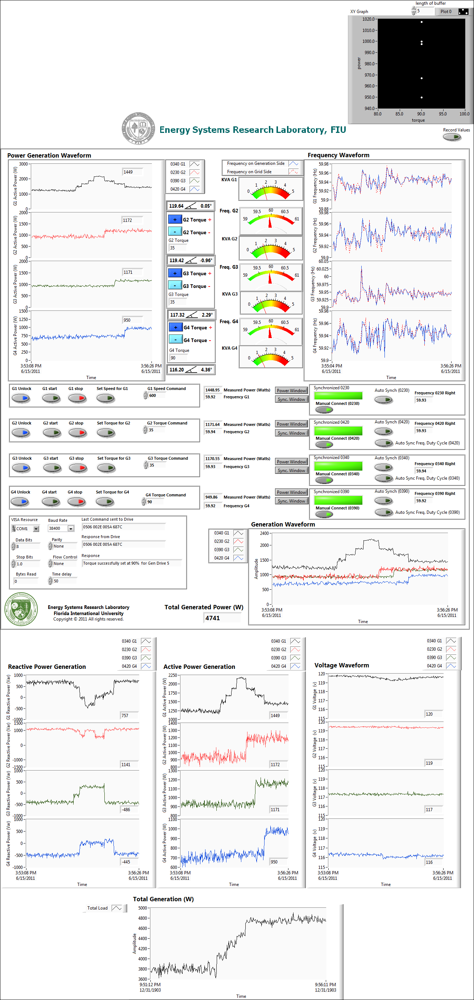 length of buffer
5
Plot 0
XY Graph
1020.0
1010.0
1000.0
990.0
980.0
970.0
960.0
950.0
940.0
power
80.0 85.0 90.0 95.0 100.0
torque
Energy Systems Research Laboratory, FIU
Record Values
Power Generation Waveform
G1 Active Power (W)
3000
2000
1000
0
1449
G2 Active Power (W)
2000
1500
1000
500
0
1172
G3 Active Power (W)
2000
1500
1000
500
0
1171
G4 Active Power (W)
1500
1250
1000
750
500
250
0
950
3:53:08 PM 3:56:26 PM
6/15/2011 6/15/2011
Time
0340 G1
0230 G2
0390 G3
0420 G4
119.64 0.05°
+ G2 Torque +
- G2 Torque -
G2 Torque
35
119.42 -0.96°
+ G3 Torque +
- G3 Torque -
G3 Torque
35
117.32 2.29°
+ G4 Torque +
- G4 Torque -
G4 Torque
90
116.20 4.36°
Frequency on Generation Side
Frequency on Grid Side
KVA G1
0 1 2 3 4 5
Freq. G2
59 59.5 60 60.5 61
KVA G2
0 1 2 3 4 5
Freq. G3
59 59.5 60 60.5 61
KVA G3
0 1 2 3 4 5
Freq. G4
59 59.5 60 60.5 61
KVA G4
0 1 2 3 4 5
Frequency Waveform
G1 Frequency (Hz)
59.98
59.96
59.94
59.92
59.9
59.88
G2 Frequency (Hz)
59.98
59.96
59.94
59.92
59.9
G3 Frequency (Hz)
60.05
60.025
60
59.975
59.95
59.925
59.9
G4 Frequency (Hz)
59.98
59.96
59.94
59.92
59.9
3:55:04 PM 3:56:26 PM
6/15/2011 6/15/2011
Time
G1 Unlock G1 start G1 stop Set Speed for G1 G1 Speed Command
600
1448.95 Measured Power (Watts) Power Window
59.92 Frequency G1 Sync. Window
Synchronized 0230 Auto Synch (0230) Frequency 0230 Right
59.93
Manual Connect (0230)
G2 Unlock G2 start G2 stop Set Torque for G2 G2 Torque Command
35
1171.64 Measured Power (Watts) Power Window
59.94 Frequency G2 Sync. Window
Synchronized 0420 Auto Synch (0420) Frequency 0420 Right
59.93
Manual Connect (0420)
Auto Sync Freq. Duty Cycle (0420)
G3 Unlock G3 start G3 stop Set Torque for G3 G3 Torque Command
35
1170.55 Measured Power (Watts) Power Window
59.93 Frequency G3 Sync. Window
Synchronized 0340 Auto Synch (0340) Frequency 0340 Right
59.94
Manual Connect (0340)
Auto Sync Freq. Duty Cycle (0340)
G4 Unlock G4 start G4 stop Set Torque for G4 G4 Torque Command
90
949.86 Measured Power (Watts) Power Window
59.92 Frequency G4 Sync. Window
Synchronized 0390 Auto Synch (0390) Frequency 0390 Right
59.92
Manual Connect (0390)
Auto Sync Freq. Duty Cycle (0390)
VISA Resource Baud Rate Last Command sent to Drive
COM1 38400 0506 002E 005A 687C
Data Bits Parity Response from Drive
8 None 0506 002E 005A 687C
Stop Bits Flow Control Response
1.0 None Torque successfully set at 90% for Gen Drive 5
Bytes Read Time delay
0 50
Energy Systems Research Laboratory
Florida International University
Copyright © 2011 All rights reserved.
Total Generated Power (W)
4741
Generation Waveform
0340 G1
0230 G2
0390 G3
0420 G4
Amplitude
2400
2000
1500
1000
500
0
3:53:08 PM 3:56:26 PM
6/15/2011 6/15/2011
Time
0340 G1
0230 G2
0390 G3
0420 G4
Reactive Power Generation
G1 Reactive Power (Var)
1000
500
0
-500
-1000
757
G2 Reactive Power (Var)
1500
1000
0
-1000
-1500
1141
G3 Reactive Power (Var)
1000
500
0
-500
-1000
-486
G4 Reactive Power (Var)
1000
500
0
-500
-1000
-445
3:53:08 PM 3:56:26 PM
6/15/2011 6/15/2011
Time
0340 G1
0230 G2
0390 G3
0420 G4
Active Power Generation
G1 Active Power (W)
2250
2000
1750
1500
1250
1000
1449
G2 Active Power (W)
1400
1300
1200
1100
1000
900
800
1172
G3 Active Power (W)
1300
1200
1100
1000
900
800
1171
G4 Active Power (W)
1100
1000
900
800
700
600
950
3:53:08 PM 3:56:26 PM
6/15/2011 6/15/2011
Time
0340 G1
0230 G2
0390 G3
0420 G4
Voltage Waveform
G1 Voltage (v)
120
119
118
117
116
115
120
G2 Voltage (v)
120
119
118
117
116
115
119
G3 Voltage (v)
120
119
118
117
116
115
117
G4 Voltage (v)
120
119
118
117
116
115
116
3:53:08 PM 3:56:26 PM
6/15/2011 6/15/2011
Time
Total Generation (W)
Total Load
Amplitude
5000
4800
4600
4400
4200
4000
3800
3600
9:51:12 PM 9:56:11 PM
12/31/1903 12/31/1903
Time